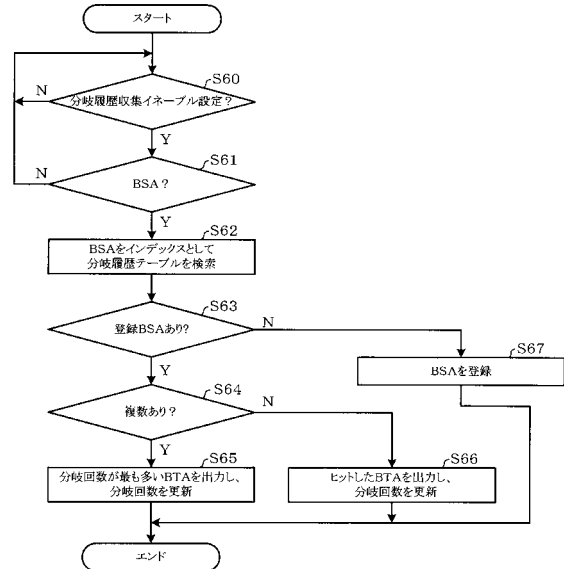 スタート
S60
N
分岐履歴収集イネーブル設定？
Y
S61
N
BSA？
Y
S62
BSAをインデックスとして
分岐履歴テーブルを検索
S63
登録BSAあり？
N
S67
BSAを登録
Y
S64
複数あり？
N
Y
S65
分岐回数が最も多いBTAを出力し、
分岐回数を更新
S66
ヒットしたBTAを出力し、
分岐回数を更新
エンド